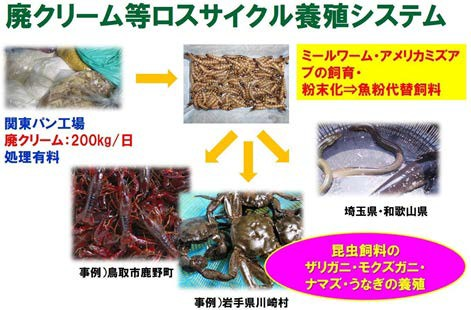 廃クリーム等ロスサイクル養殖システム
ミールワーム・アメリカミズア
ブの飼育・
粉末化⇒魚粉代替飼料
関東パン工場
廃クリーム：200kg/日
処理有料
埼玉県・和歌山県
事例）鳥取市鹿野町
昆虫飼料の
ザリガニ・モクズガニ・
ナマズ・うなぎの養殖
事例）岩手県川崎村